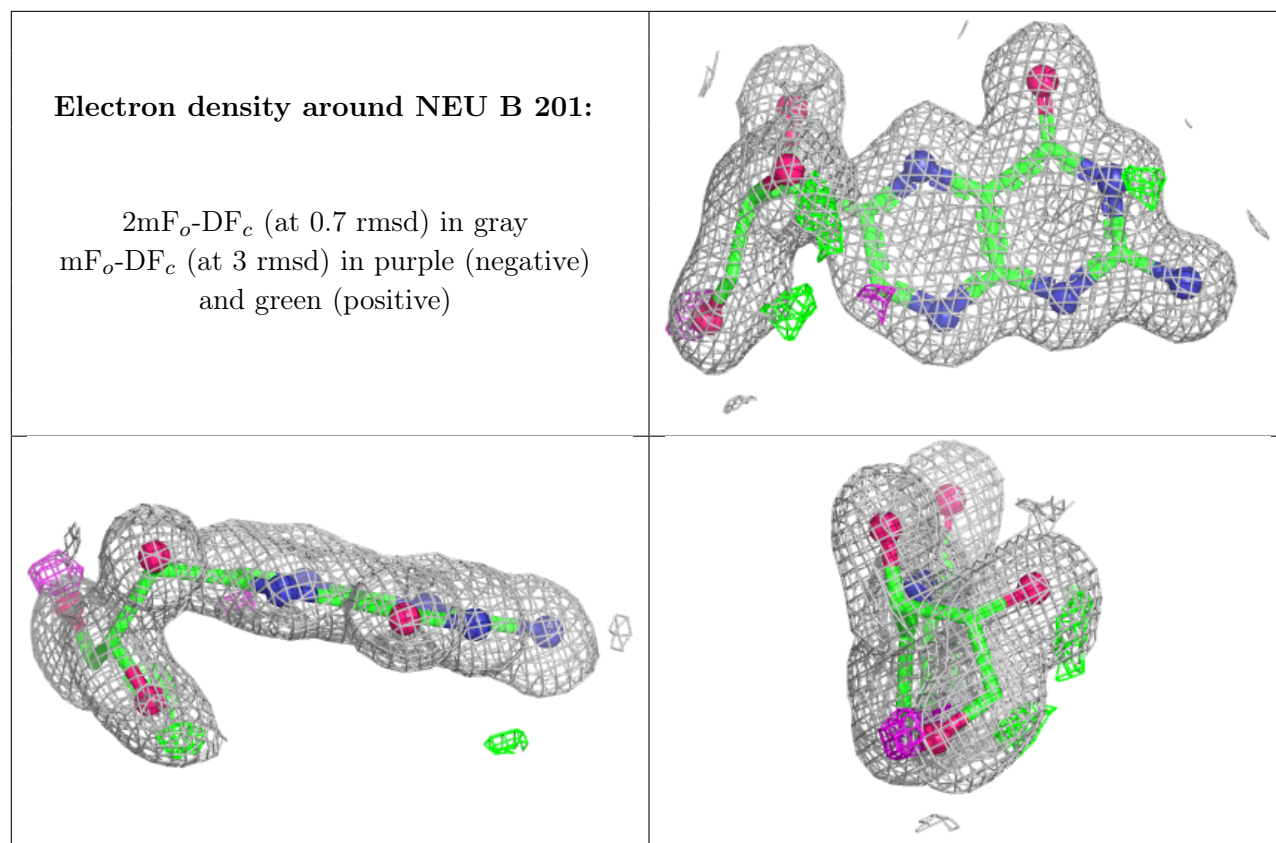 Electron density around NEU B 201:
2mFo-DFc (at 0.7 rmsd) in gray
mFo-DFc (at 3 rmsd) in purple (negative)
and green (positive)